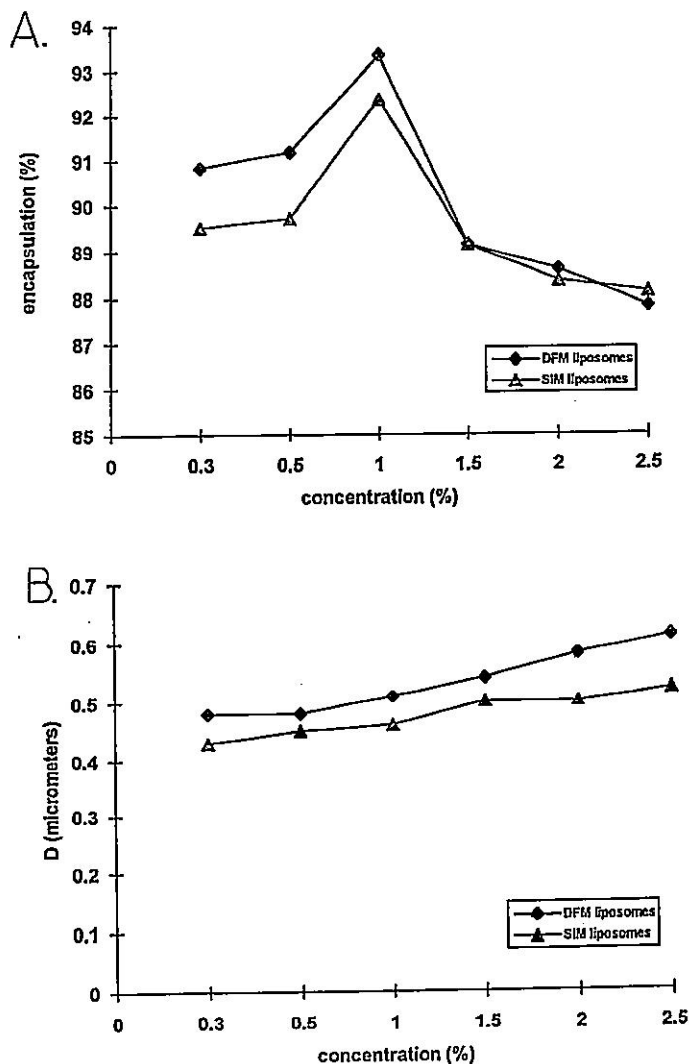 A.
94
93
92
91
90
89
88
87
86
85
encapsulation (%)
DFM liposomes
SIM liposomes
0 0.3 0.5 1 1.5 2 2.5
concentration (%)
B.
0.7
0.6
0.5
0.4
0.3
0.2
0.1
0
D (micrometers)
DFM liposomes
SIM liposomes
0 0.3 0.5 1 1.5 2 2.5
concentration (%)